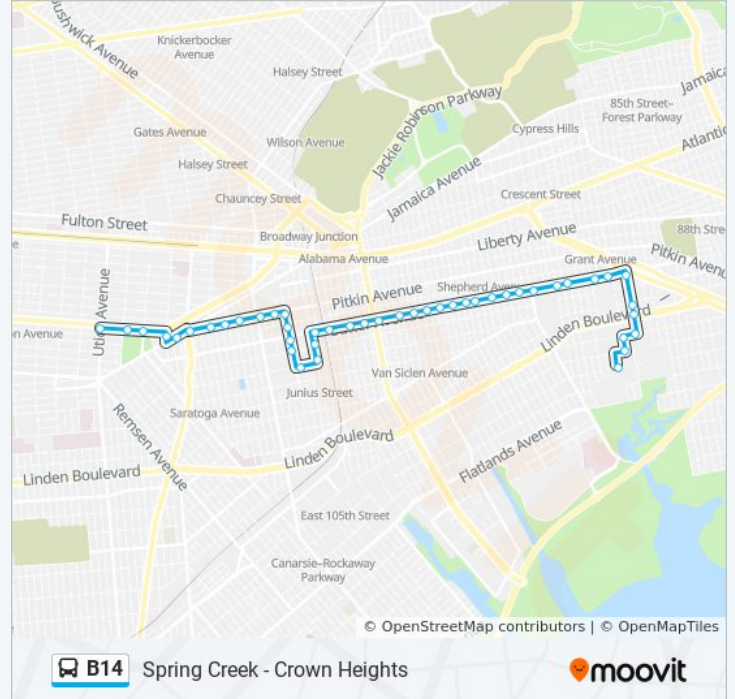 Bushwick Avenue
Knickerbocker
Avenue
Halsey Street
Jackie Robinson Parkway
Jamaica
85th Street–
Forest Parkway
Gates Avenue
Wilson Avenue
Cypress Hills
Atlantic
Halsey Street
Jamaica Avenue
Chauncey Street
Crescent Street
Fulton Street
Broadway Junction
Liberty Avenue
88th Stre
e
Alabama Avenue
Grant Avenue
Pitkin Avenu
Utica Avenue
Pitkin Avenue
Shepherd Avenue
on Avenue
Linden Boulevard
Van Siclen Avenue
Junius Street
Saratoga Avenue
Remsen Avenue
Linden Boulevard
Linden Boulevard
Flatlands Avenue
East 105th Street
Canarsie–Rockaway
Parkway
© OpenStreetMap contributors | © OpenMapTiles
B14 Spring Creek - Crown Heights
moovit